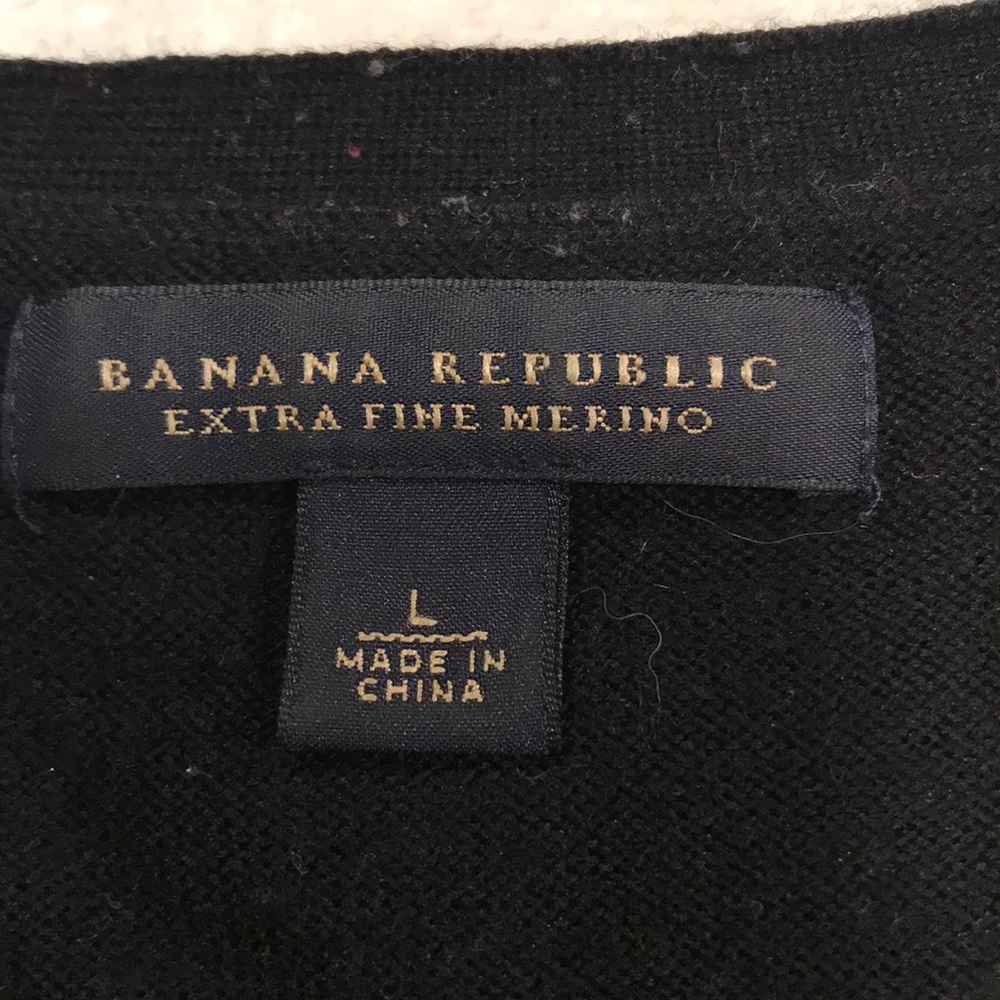 BANANA REPUBLIC
EXTRA FINE MERINO
L
MADE IN
CHINA